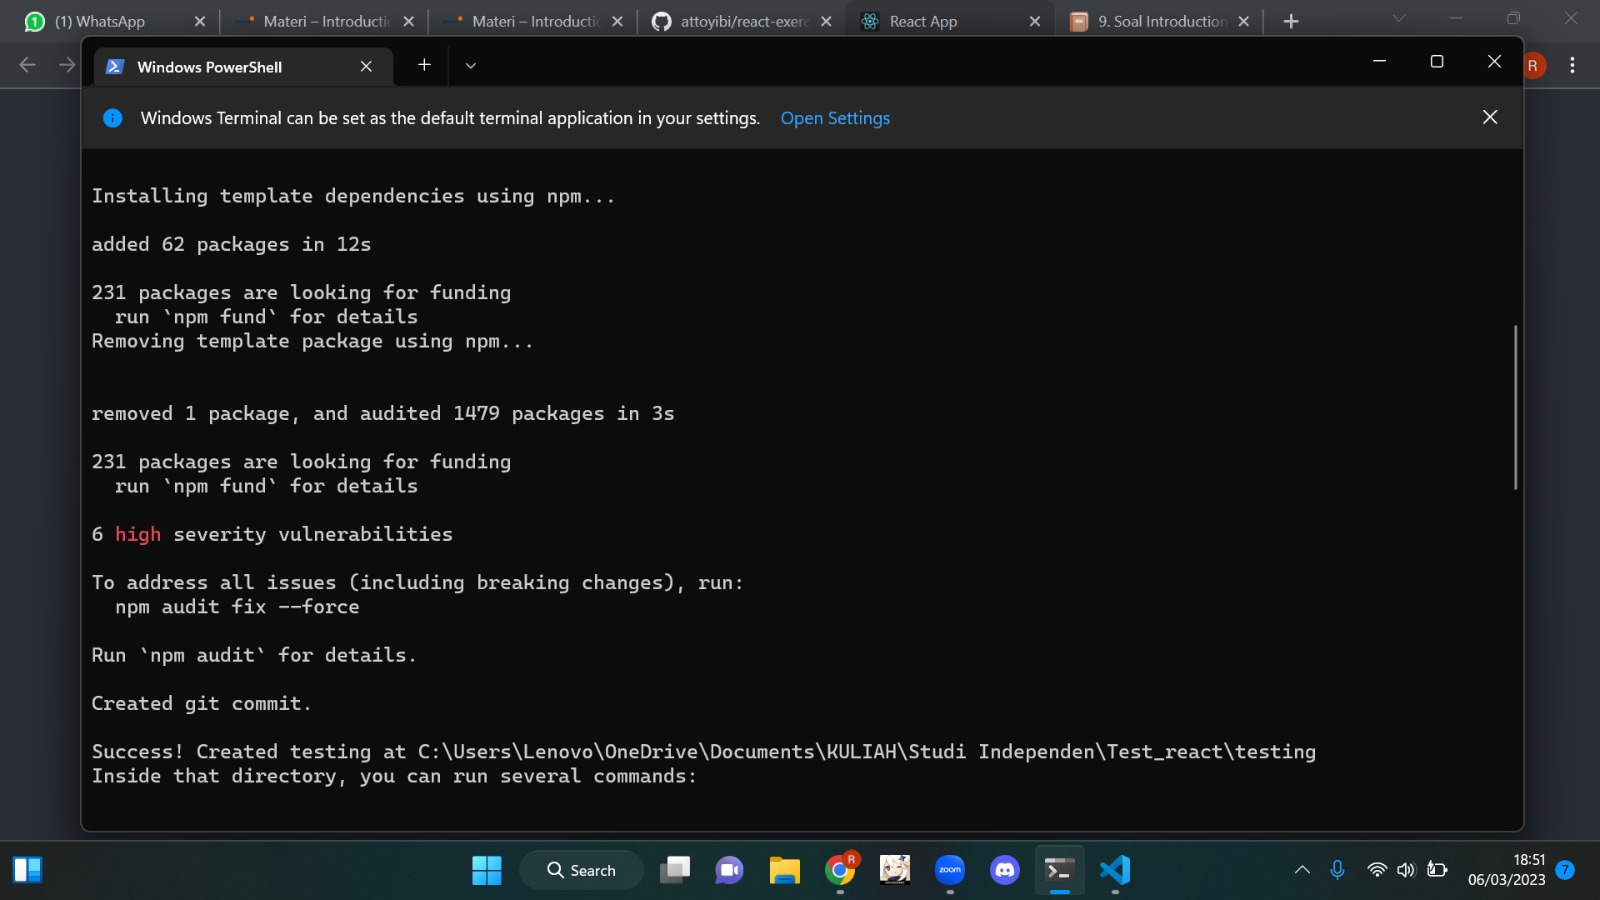 (1) WhatsApp
Materi – Introductio
Materi – Introductio
attoyibi/react-exerc
React App
9. Soal Introduction
Windows PowerShell
R
Windows Terminal can be set as the default terminal application in your settings. Open Settings
Installing template dependencies using npm...
added 62 packages in 12s
231 packages are looking for funding
run `npm fund` for details
Removing template package using npm...
removed 1 package, and audited 1479 packages in 3s
231 packages are looking for funding
run `npm fund` for details
6 high severity vulnerabilities
To address all issues (including breaking changes), run:
npm audit fix --force
Run `npm audit` for details.
Created git commit.
Success! Created testing at C:\Users\Lenovo\OneDrive\Documents\KULIAH\Studi Independen\Test_react\testing
Inside that directory, you can run several commands:
Search
R
zoom
18:51
06/03/2023
7